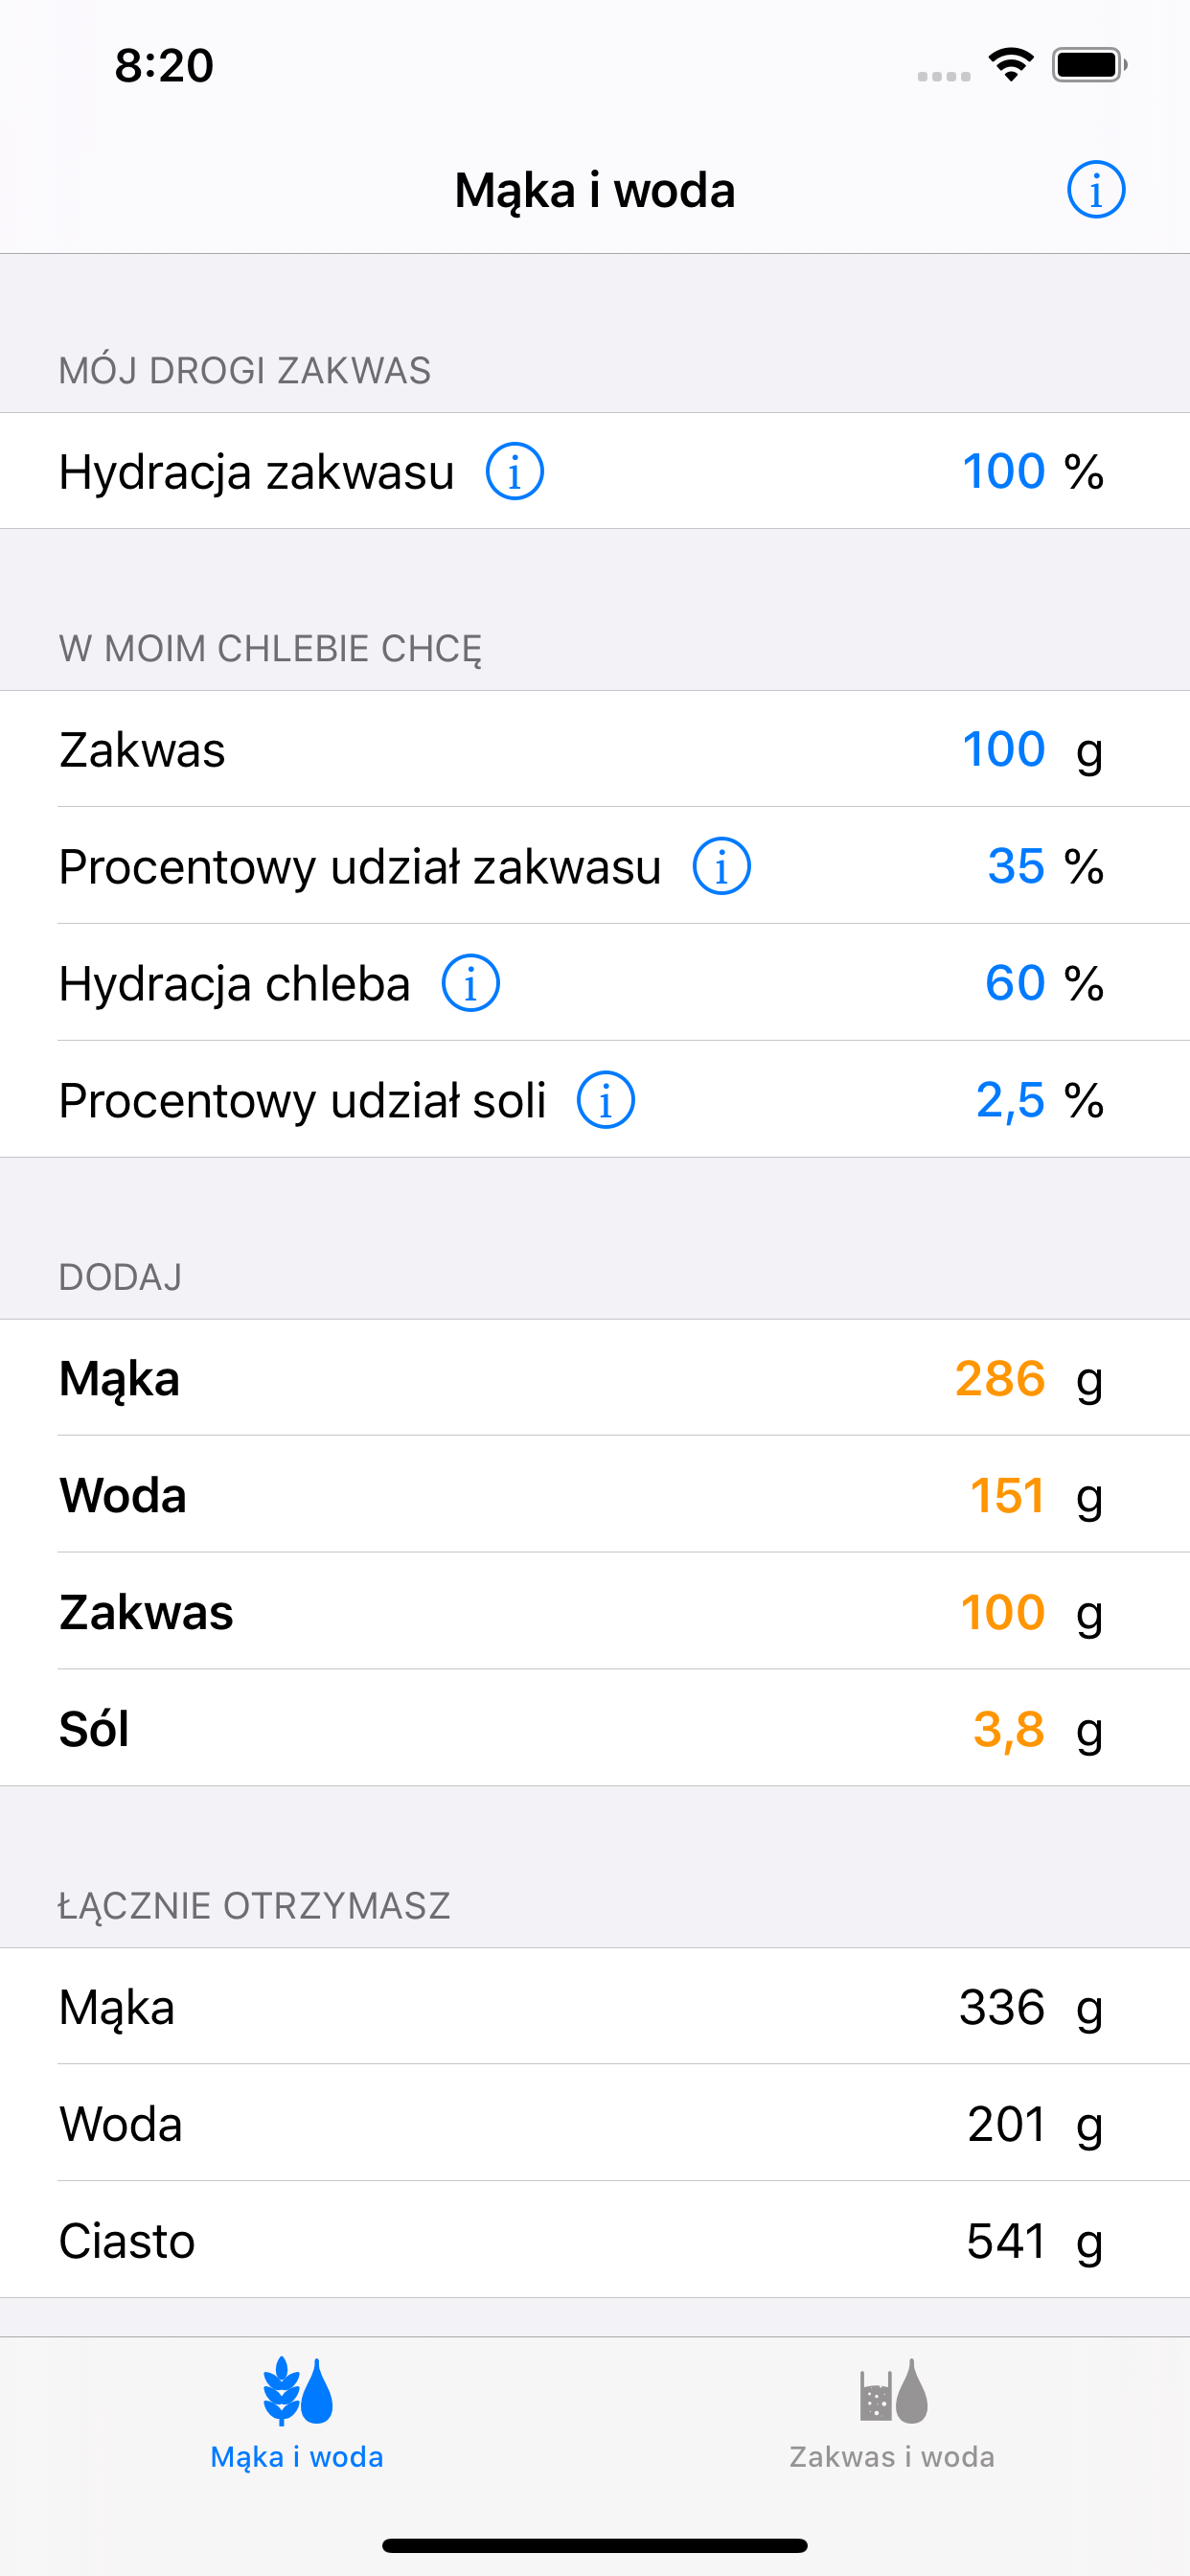 8:20
Mąka i woda
MÓJ DROGI ZAKWAS
Hydracja zakwasu 100 %
W MOIM CHLEBIE CHCĘ
Zakwas 100 g
Procentowy udział zakwasu 35 %
Hydracja chleba 60 %
Procentowy udział soli 2,5 %
DODAJ
Mąka 286 g
Woda 151 g
Zakwas 100 g
Sól 3,8 g
ŁĄCZNIE OTRZYMASZ
Mąka 336 g
Woda 201 g
Ciasto 541 g
Mąka i woda Zakwas i woda